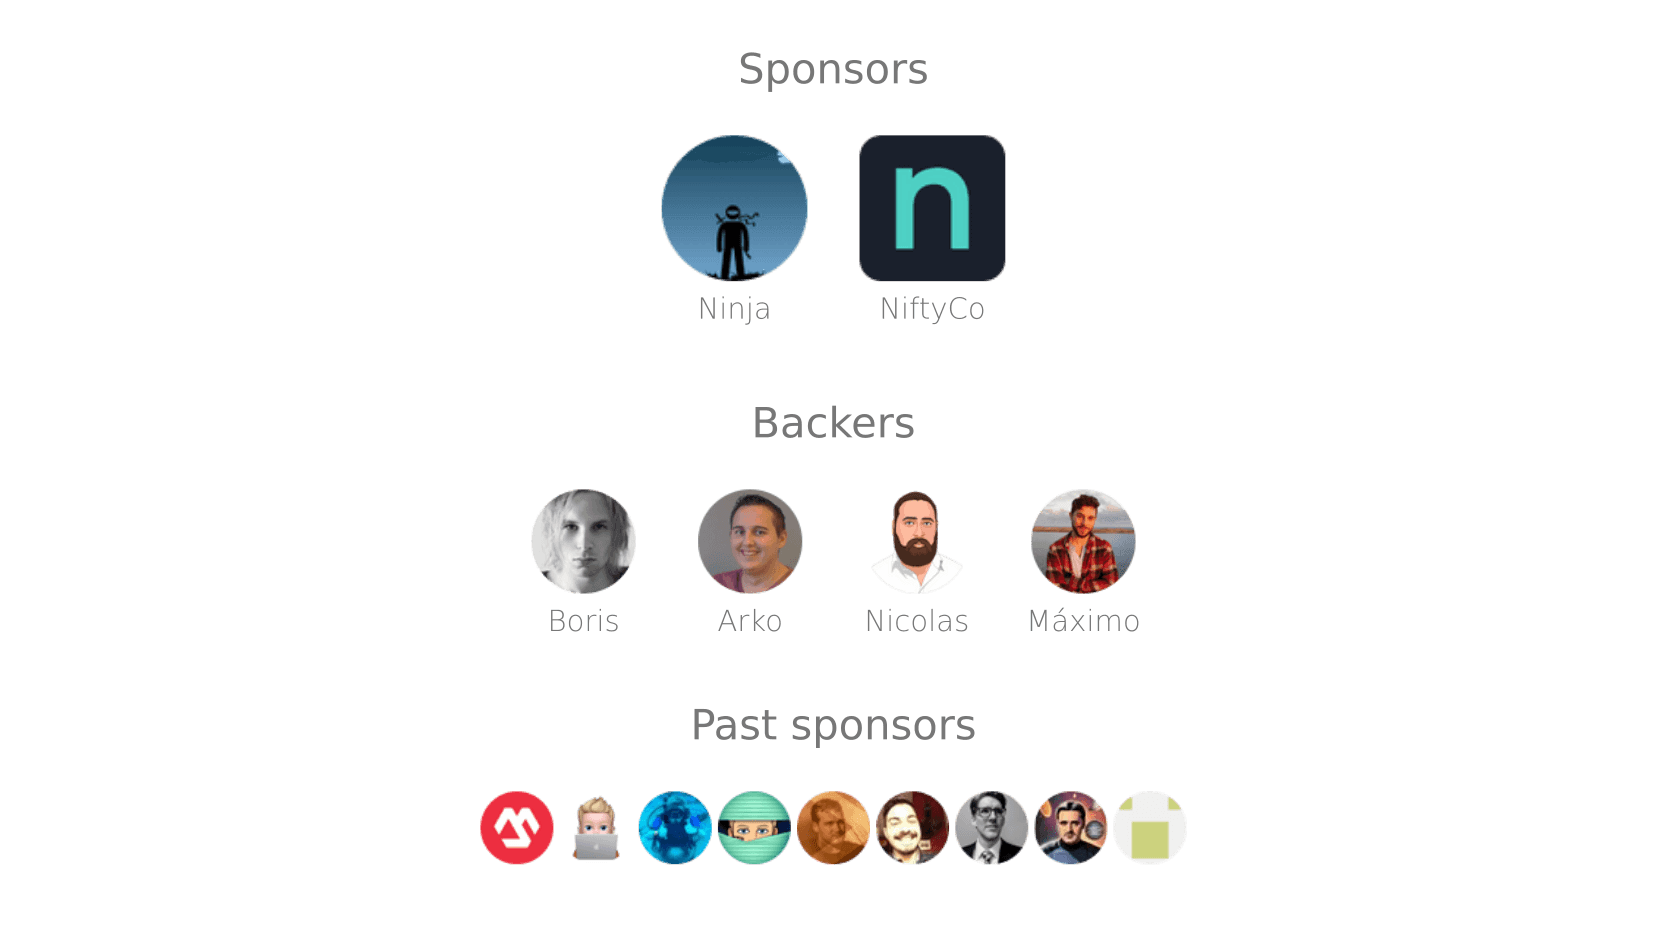 Sponsors
n
Ninja NiftyCo
Backers
Boris Arko Nicolas Máximo
Past sponsors